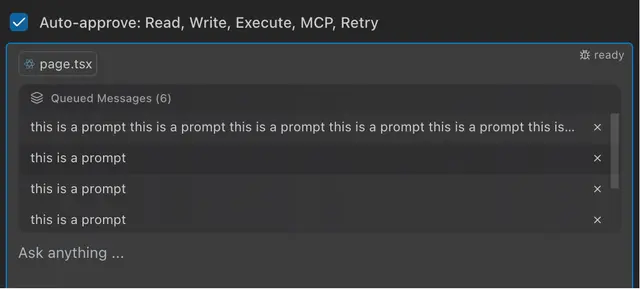 Auto-approve: Read, Write, Execute, MCP, Retry
page.tsx
ready
Queued Messages (6)
this is a prompt this is a prompt this is a prompt this is a prompt this is a prompt this is...
this is a prompt
this is a prompt
this is a prompt
Ask anything ...